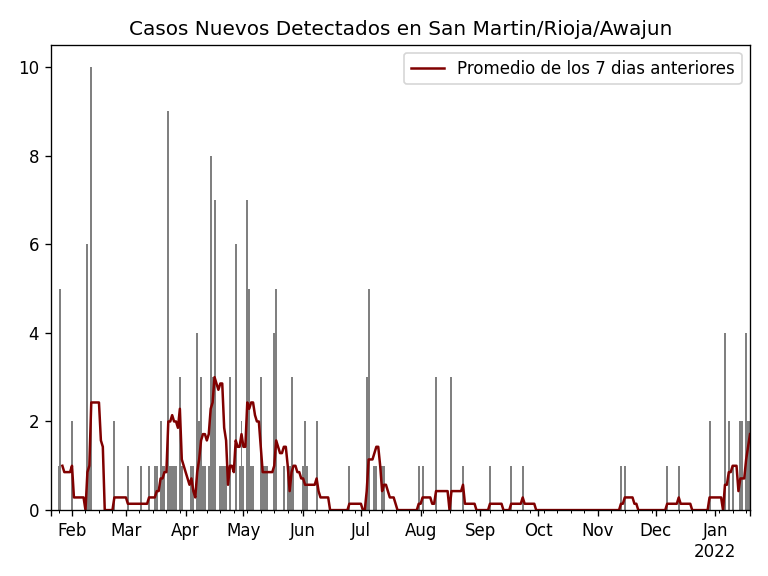 Casos Nuevos Detectados en San Martin/Rioja/Awajun
Promedio de los 7 dias anteriores
10
8
6
4
2
0
Feb Mar Apr May Jun Jul Aug Sep Oct Nov Dec Jan
2022